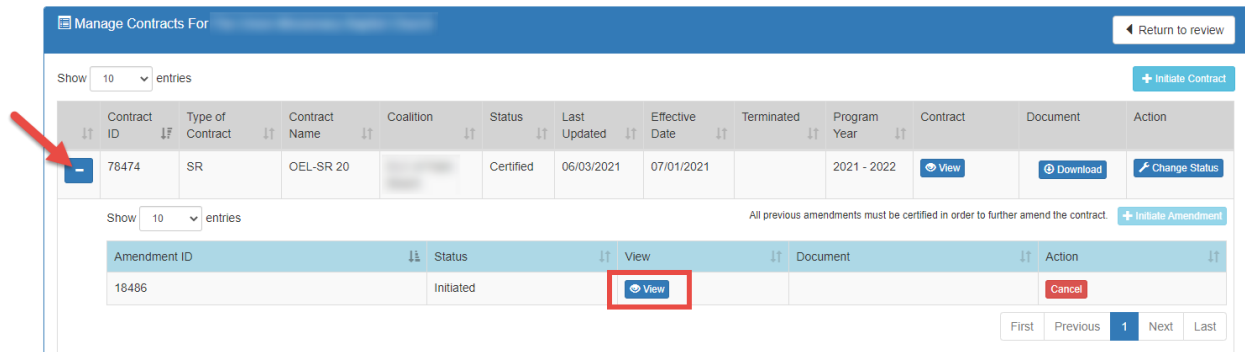 Manage Contracts For
Return to review
Show 10 entries
+ Initiate Contract
Contract ID Type of Contract Contract Name Coalition Status Last Updated Effective Date Terminated Program Year Contract Document Action
- 78474 SR OEL-SR 20 Certified 06/03/2021 07/01/2021 2021 - 2022 View Download Change Status
Show 10 entries All previous amendments must be certified in order to further amend the contract. + Initiate Amendment
Amendment ID Status View Document Action
18486 Initiated View Cancel
First Previous 1 Next Last